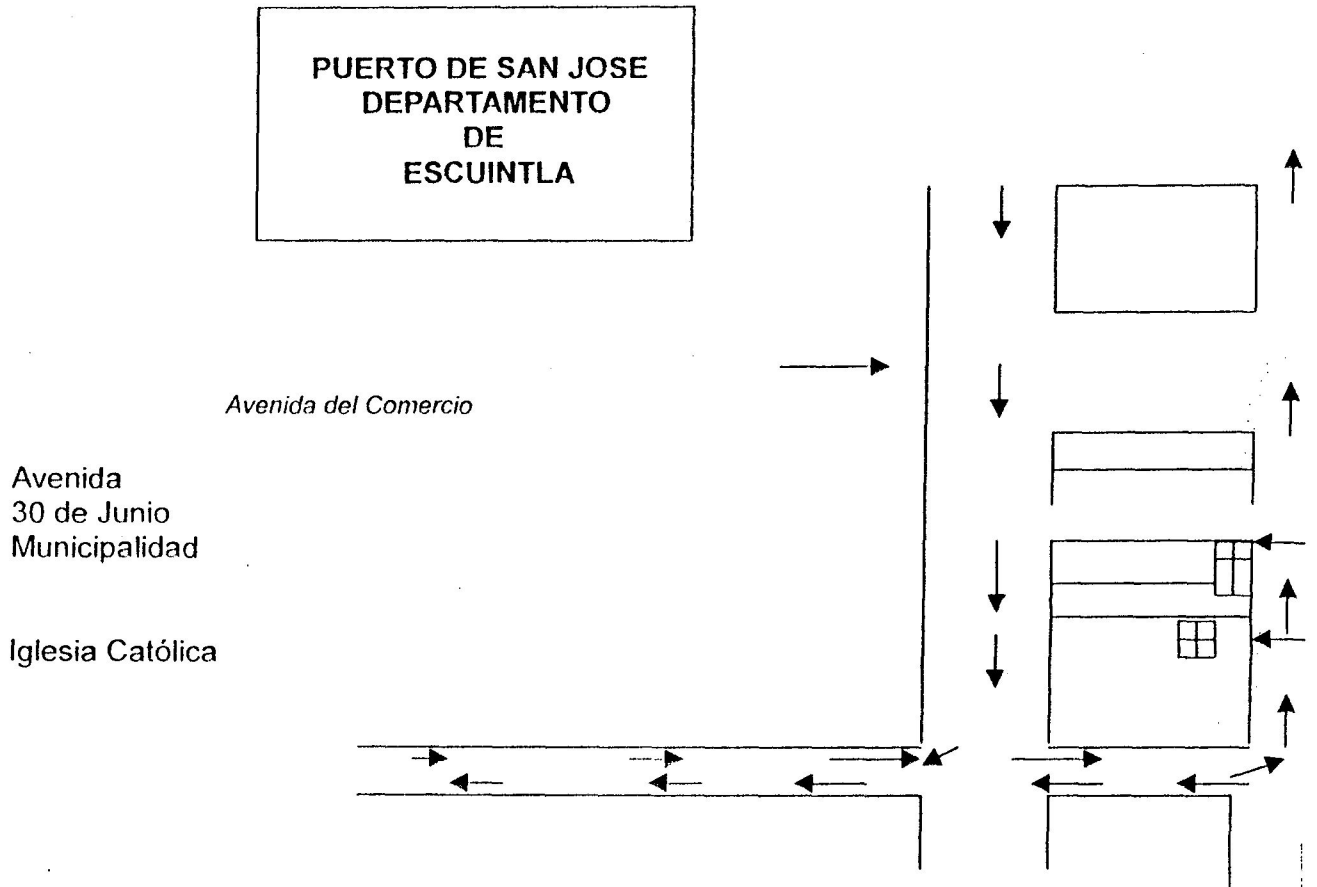 PUERTO DE SAN JOSE
DEPARTAMENTO
DE
ESCUINTLA
Avenida del Comercio
Avenida
30 de Junio
Municipalidad
Iglesia Católica